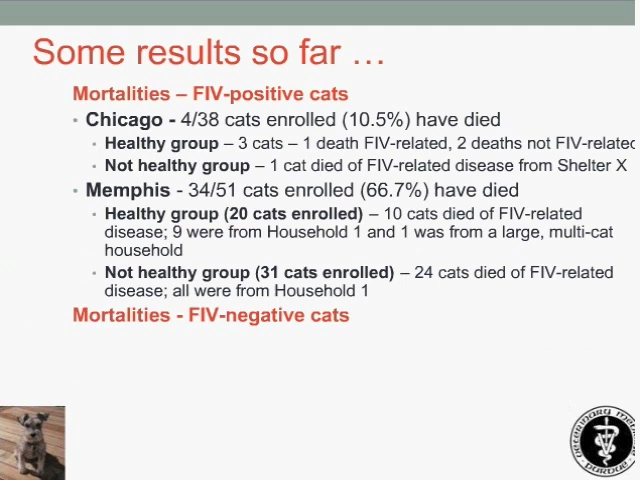 Some results so far …
Mortalities – FIV-positive cats
• Chicago - 4/38 cats enrolled (10.5%) have died
• Healthy group – 3 cats – 1 death FIV-related, 2 deaths not FIV-related
• Not healthy group – 1 cat died of FIV-related disease from Shelter X
• Memphis - 34/51 cats enrolled (66.7%) have died
• Healthy group (20 cats enrolled) – 10 cats died of FIV-related
disease; 9 were from Household 1 and 1 was from a large, multi-cat
household
• Not healthy group (31 cats enrolled) – 24 cats died of FIV-related
disease; all were from Household 1
Mortalities - FIV-negative cats
VETERINARY MEDICINE
PURDUE